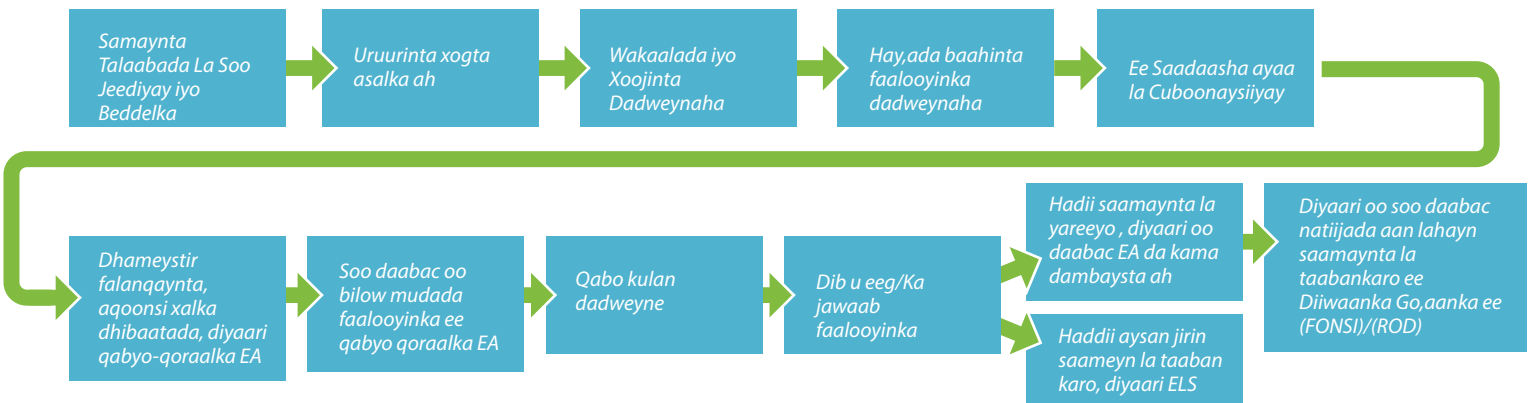 Samaynta
Talaabada La Soo
Jeediyay iyo
Beddelka
Uruurinta xogta
asalka ah
Wakaalada iyo
Xoojinta
Dadweynaha
Hay,ada baahinta
faalooyinka
dadweynaha
Ee Saadaasha ayaa
la Cuboonaysiiyay
Dhameystir
falanqaynta,
aqoonsi xalka
dhibaatada, diyaari
qabyo-qoraalka EA
Soo daabac oo
bilow mudada
faalooyinka ee
qabyo qoraalka EA
Qabo kulan
dadweyne
Dib u eeg/Ka
jawaab
faalooyinka
Hadii saamaynta la
yareeyo , diyaari oo
daabac EA da kama
dambaysta ah
Haddii aysan jirin
saameyn la taaban
karo, diyaari ELS
Diyaari oo soo daabac
natiijada aan lahayn
saamaynta la
taabankaro ee
Diiwaanka Go,aanka ee
(FONSI)/(ROD)